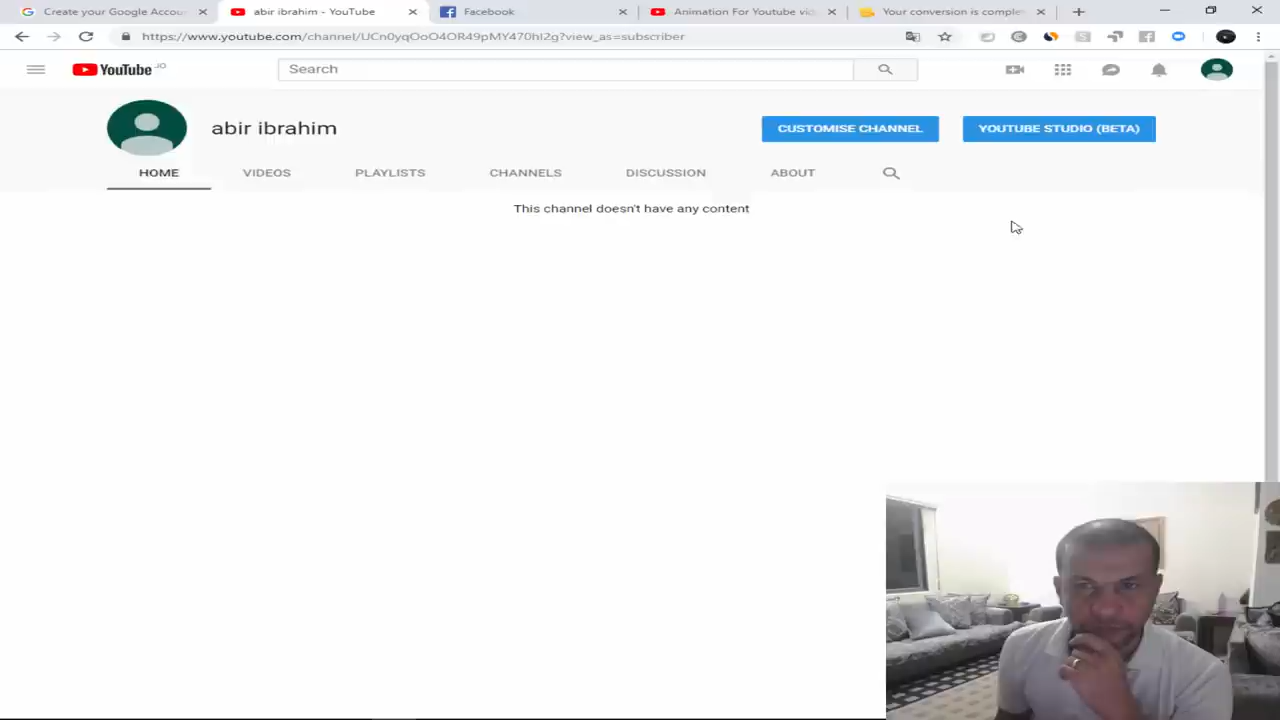 Create your Google Accou
abir ibrahim - YouTube
Facebook
Animation For Youtube vid
Your conversion is comple
https://www.youtube.com/channel/UCn0yqOoO4OR49pMY470hI2g?view_as=subscriber
YouTube JO
Search
abir ibrahim
CUSTOMISE CHANNEL
YOUTUBE STUDIO (BETA)
HOME
VIDEOS
PLAYLISTS
CHANNELS
DISCUSSION
ABOUT
This channel doesn't have any content